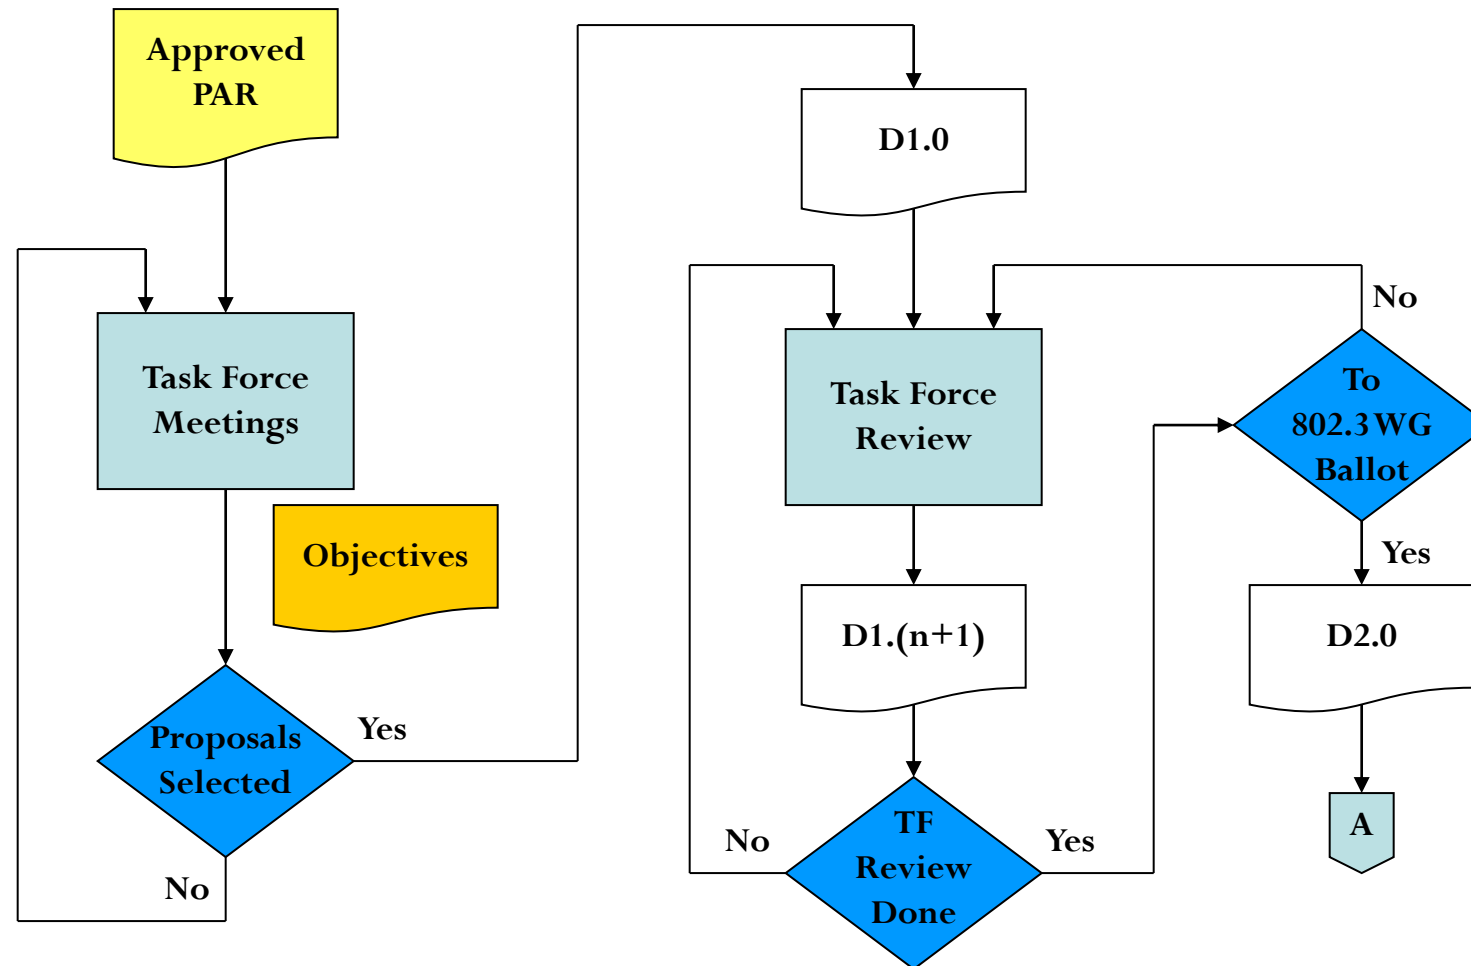 Approved
PAR
Task Force
Meetings
Objectives
Proposals
Selected
Yes
No
D1.0
Task Force
Review
D1.(n+1)
TF
Review
Done
No
Yes
To
802.3 WG
Ballot
No
Yes
D2.0
A